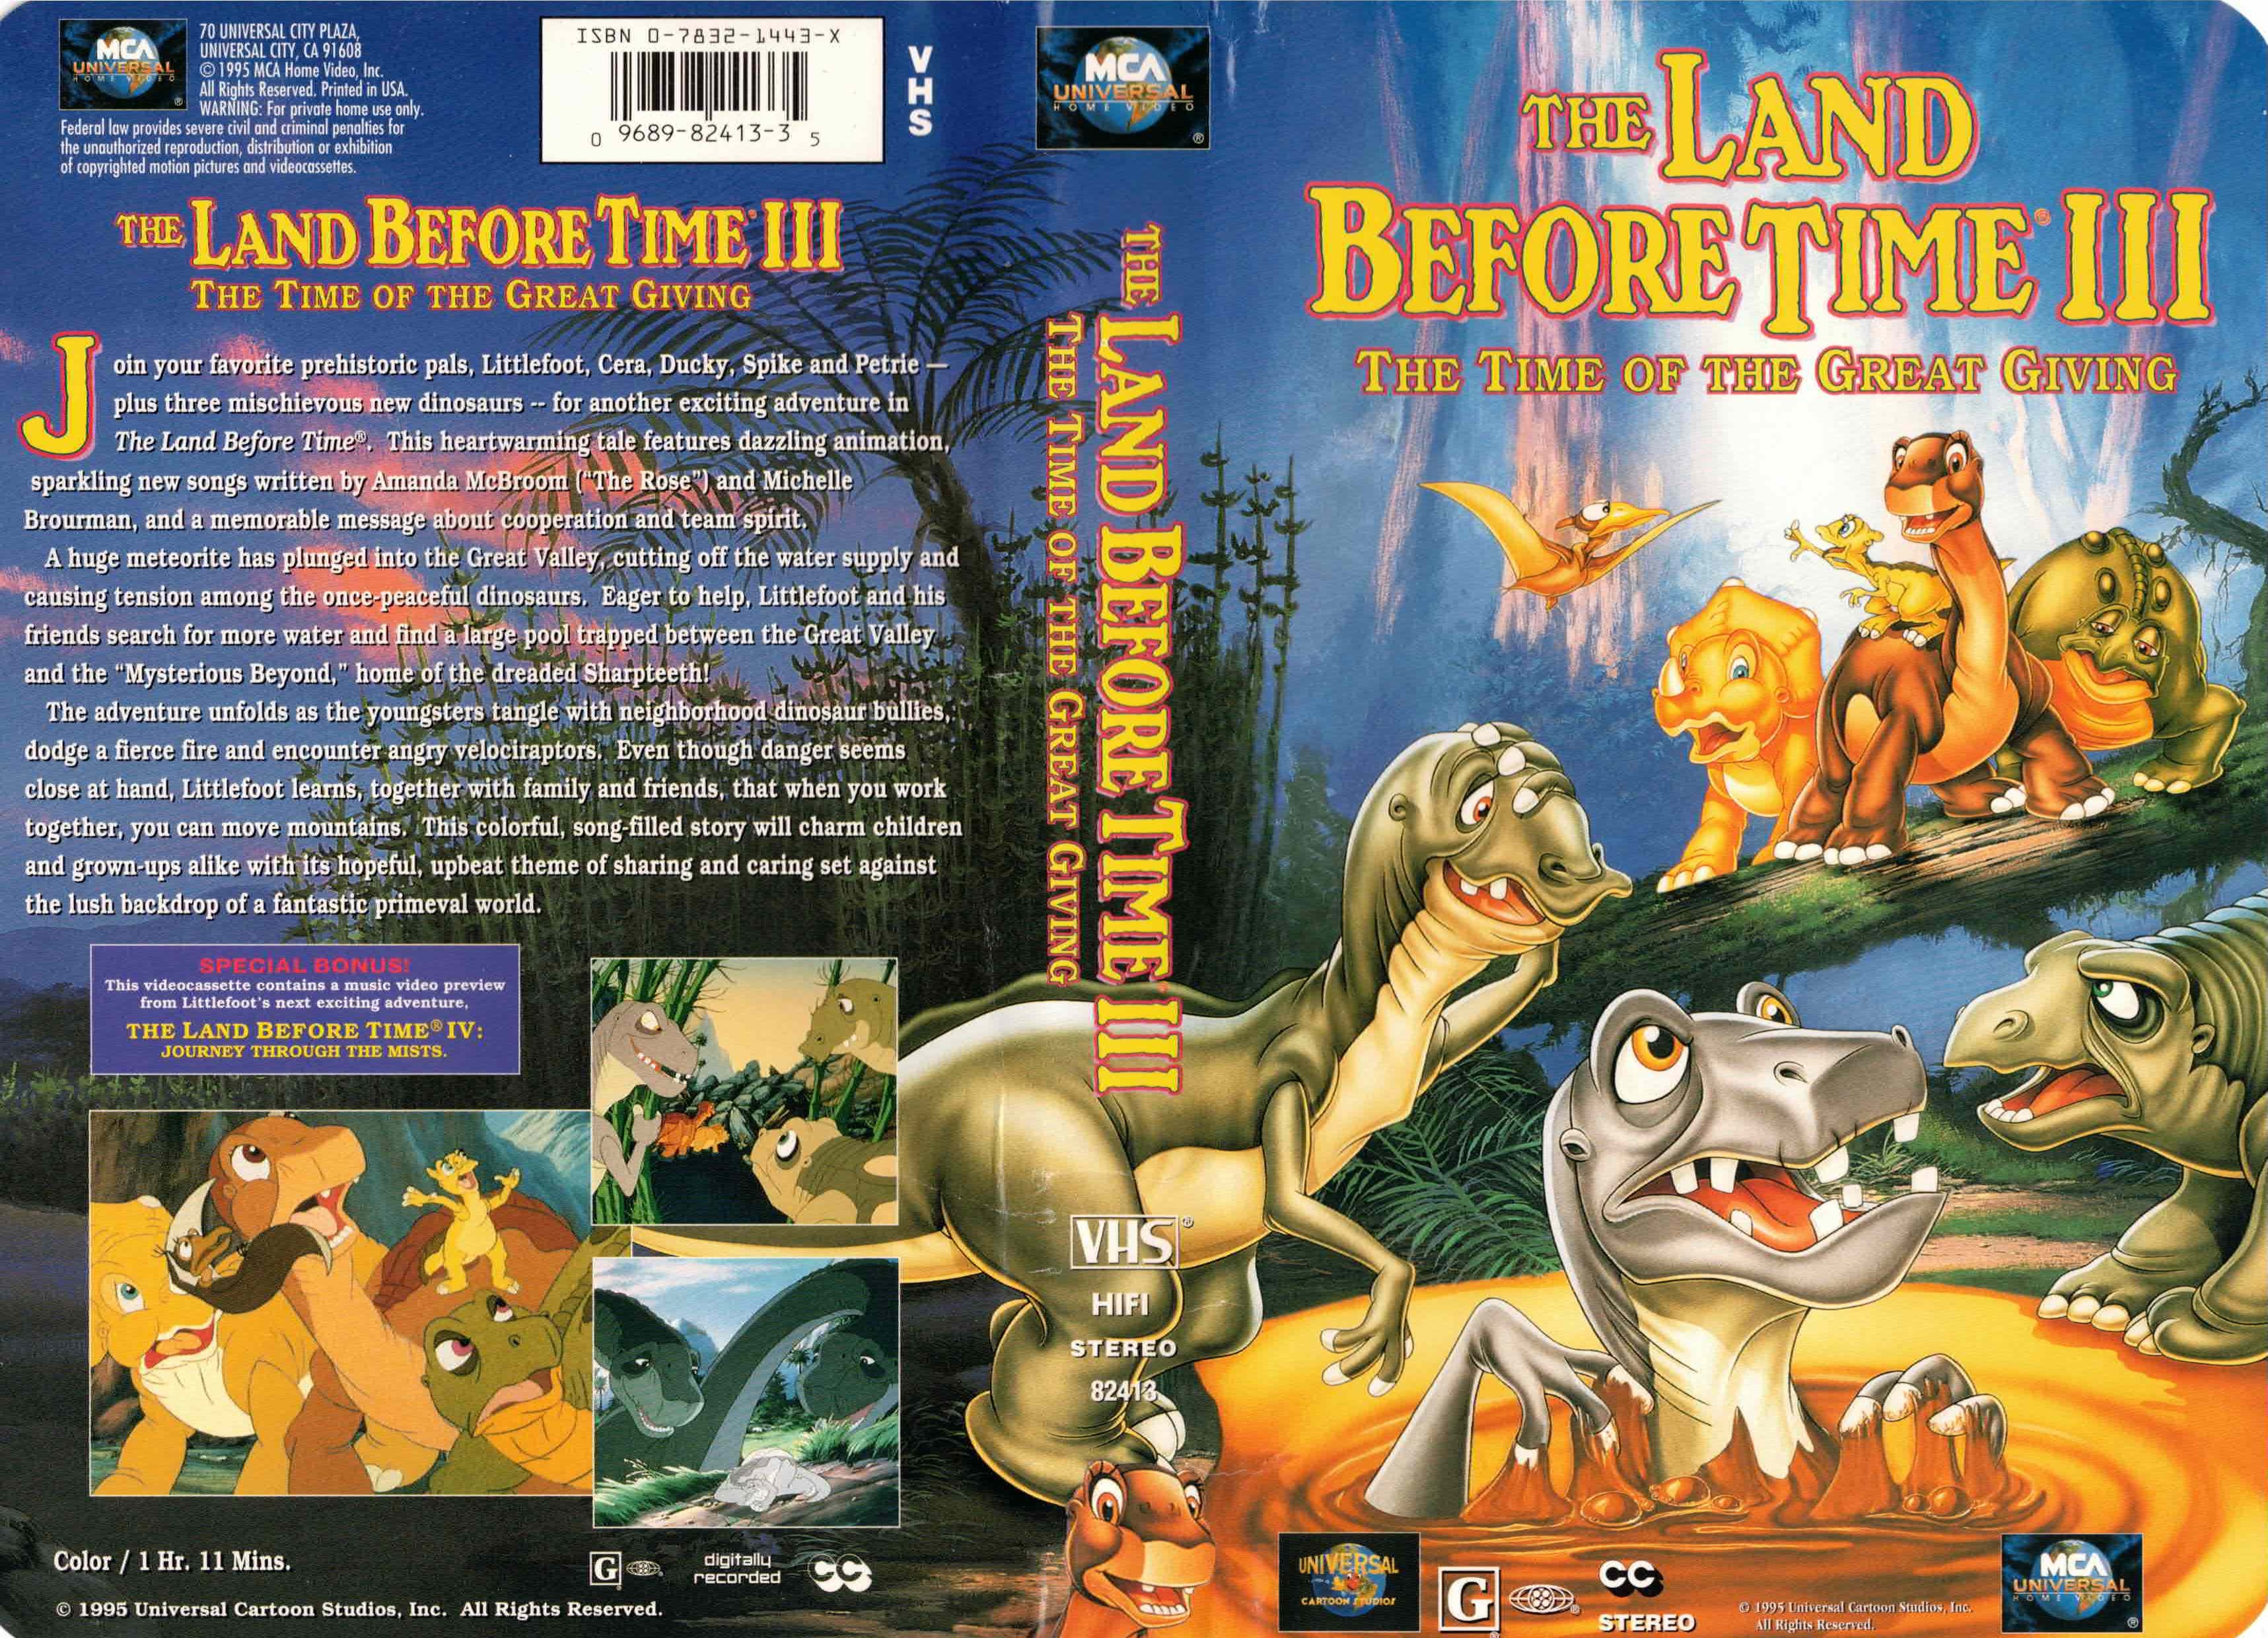 MCA
UNIVERSAL
HOME VIDEO
®
70 UNIVERSAL CITY PLAZA,
UNIVERSAL CITY, CA 91608
© 1995 MCA Home Video, Inc.
All Rights Reserved. Printed in USA.
WARNING: For private home use only.
Federal law provides severe civil and criminal penalties for
the unauthorized reproduction, distribution or exhibition
of copyrighted motion pictures and videocassettes.
ISBN 0-7832-1443-X
0 9689-82413-3 5
VHS
THE LAND BEFORE TIME® III
THE TIME OF THE GREAT GIVING
Join your favorite prehistoric pals, Littlefoot, Cera, Ducky, Spike and Petrie —
plus three mischievous new dinosaurs -- for another exciting adventure in
The Land Before Time®. This heartwarming tale features dazzling animation,
sparkling new songs written by Amanda McBroom ("The Rose") and Michelle
Brourman, and a memorable message about cooperation and team spirit.
A huge meteorite has plunged into the Great Valley, cutting off the water supply and
causing tension among the once-peaceful dinosaurs. Eager to help, Littlefoot and his
friends search for more water and find a large pool trapped between the Great Valley
and the "Mysterious Beyond," home of the dreaded Sharpteeth!
The adventure unfolds as the youngsters tangle with neighborhood dinosaur bullies,
dodge a fierce fire and encounter angry velociraptors. Even though danger seems
close at hand, Littlefoot learns, together with family and friends, that when you work
together, you can move mountains. This colorful, song-filled story will charm children
and grown-ups alike with its hopeful, upbeat theme of sharing and caring set against
the lush backdrop of a fantastic primeval world.
SPECIAL BONUS!
This videocassette contains a music video preview
from Littlefoot's next exciting adventure,
THE LAND BEFORE TIME® IV:
JOURNEY THROUGH THE MISTS.
Color / 1 Hr. 11 Mins.
G
digitally
recorded
CC
© 1995 Universal Cartoon Studios, Inc. All Rights Reserved.
MCA
UNIVERSAL
HOME VIDEO
®
THE LAND BEFORE TIME® III
THE TIME OF THE GREAT GIVING
VHS®
HIFI
STEREO
82413
THE LAND
BEFORE TIME® III
THE TIME OF THE GREAT GIVING
UNIVERSAL
CARTOON STUDIOS
G
®
CC
STEREO
© 1995 Universal Cartoon Studios, Inc.
All Rights Reserved.
MCA
UNIVERSAL
HOME VIDEO
®